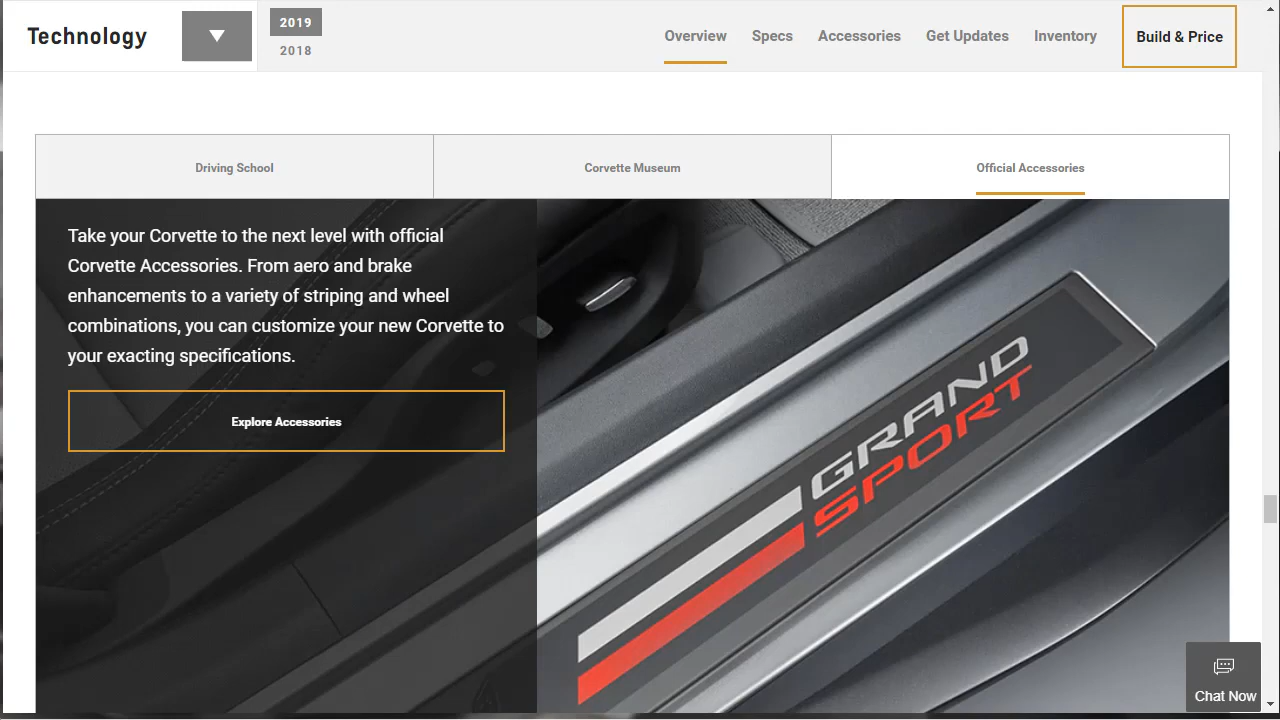 Technology
2019
2018
Overview
Specs
Accessories
Get Updates
Inventory
Build & Price
Driving School
Corvette Museum
Official Accessories
Take your Corvette to the next level with official
Corvette Accessories. From aero and brake
enhancements to a variety of striping and wheel
combinations, you can customize your new Corvette to
your exacting specifications.
Explore Accessories
GRAND
SPORT
Chat Now